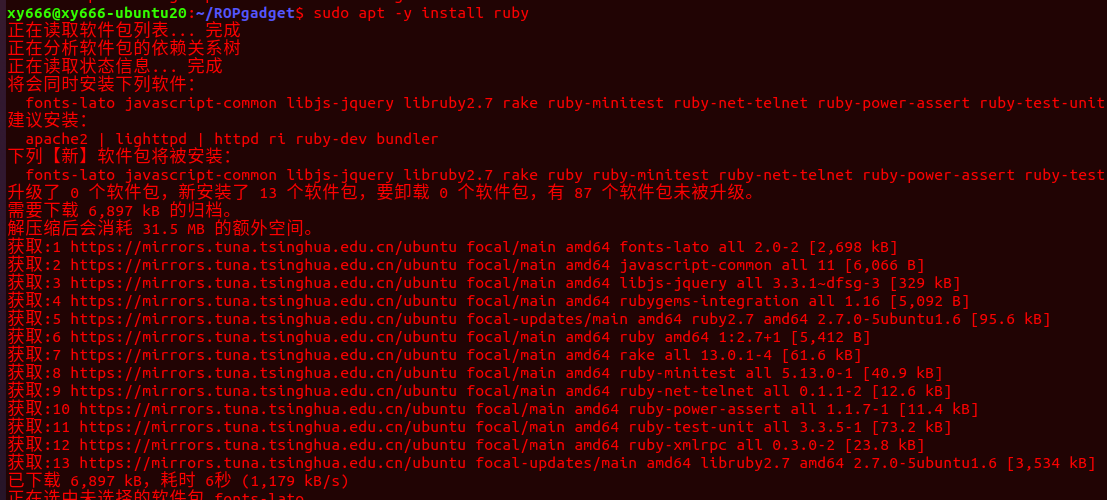 xy666@xy666-ubuntu20:~/ROPgadget$ sudo apt -y install ruby
正在读取软件包列表... 完成
正在分析软件包的依赖关系树
正在读取状态信息... 完成
将会同时安装下列软件：
fonts-lato javascript-common libjs-jquery libruby2.7 rake ruby-minitest ruby-net-telnet ruby-power-assert ruby-test-unit
建议安装：
apache2 | lighttpd | httpd ri ruby-dev bundler
下列【新】软件包将被安装：
fonts-lato javascript-common libjs-jquery libruby2.7 rake ruby ruby-minitest ruby-net-telnet ruby-power-assert ruby-test
升级了 0 个软件包，新安装了 13 个软件包，要卸载 0 个软件包，有 87 个软件包未被升级。
需要下载 6,897 kB 的归档。
解压缩后会消耗 31.5 MB 的额外空间。
获取:1 https://mirrors.tuna.tsinghua.edu.cn/ubuntu focal/main amd64 fonts-lato all 2.0-2 [2,698 kB]
获取:2 https://mirrors.tuna.tsinghua.edu.cn/ubuntu focal/main amd64 javascript-common all 11 [6,066 B]
获取:3 https://mirrors.tuna.tsinghua.edu.cn/ubuntu focal/main amd64 libjs-jquery all 3.3.1~dfsg-3 [329 kB]
获取:4 https://mirrors.tuna.tsinghua.edu.cn/ubuntu focal/main amd64 rubygems-integration all 1.16 [5,092 B]
获取:5 https://mirrors.tuna.tsinghua.edu.cn/ubuntu focal-updates/main amd64 ruby2.7 amd64 2.7.0-5ubuntu1.6 [95.6 kB]
获取:6 https://mirrors.tuna.tsinghua.edu.cn/ubuntu focal/main amd64 ruby amd64 1:2.7+1 [5,412 B]
获取:7 https://mirrors.tuna.tsinghua.edu.cn/ubuntu focal/main amd64 rake all 13.0.1-4 [61.6 kB]
获取:8 https://mirrors.tuna.tsinghua.edu.cn/ubuntu focal/main amd64 ruby-minitest all 5.13.0-1 [40.9 kB]
获取:9 https://mirrors.tuna.tsinghua.edu.cn/ubuntu focal/main amd64 ruby-net-telnet all 0.1.1-2 [12.6 kB]
获取:10 https://mirrors.tuna.tsinghua.edu.cn/ubuntu focal/main amd64 ruby-power-assert all 1.1.7-1 [11.4 kB]
获取:11 https://mirrors.tuna.tsinghua.edu.cn/ubuntu focal/main amd64 ruby-test-unit all 3.3.5-1 [73.2 kB]
获取:12 https://mirrors.tuna.tsinghua.edu.cn/ubuntu focal/main amd64 ruby-xmlrpc all 0.3.0-2 [23.8 kB]
获取:13 https://mirrors.tuna.tsinghua.edu.cn/ubuntu focal-updates/main amd64 libruby2.7 amd64 2.7.0-5ubuntu1.6 [3,534 kB]
已下载 6,897 kB，耗时 6秒 (1,179 kB/s)
正在选中未选择的软件包 fonts-lato